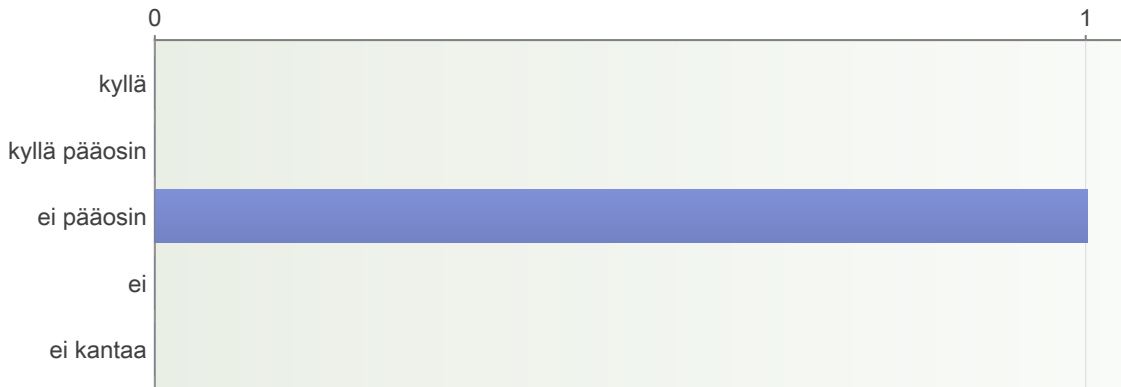 0 1
kyllä
kyllä pääosin
ei pääosin
ei
ei kantaa